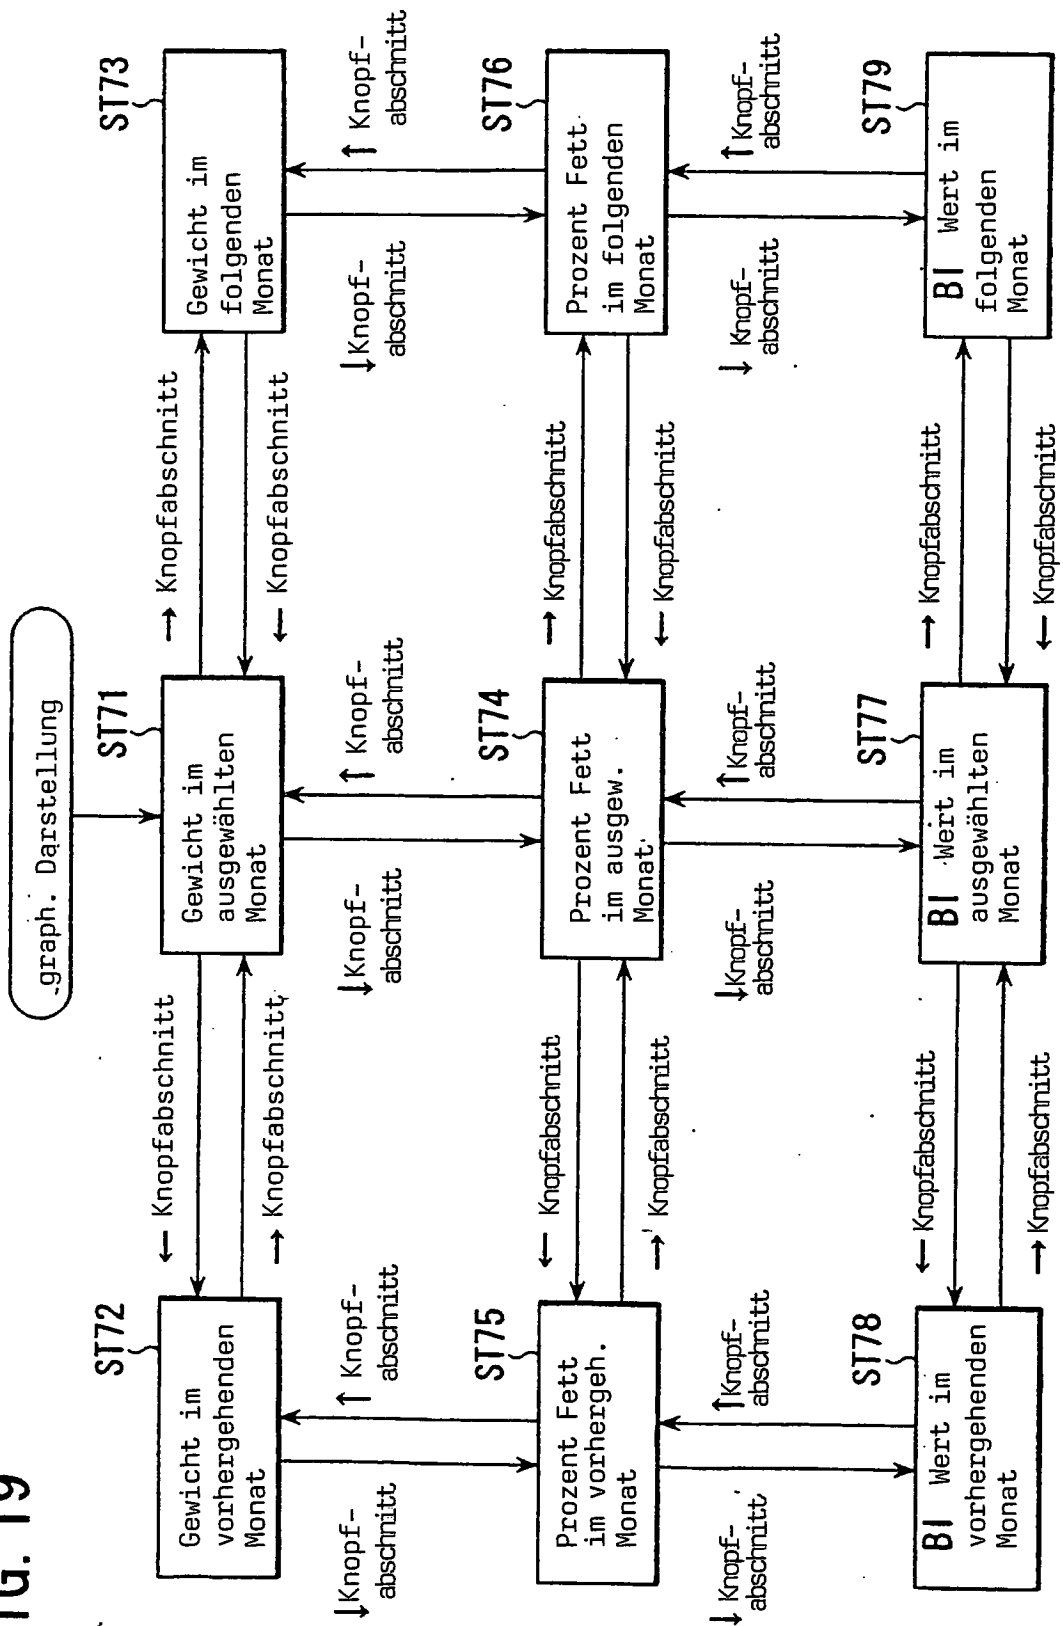 IG. 19
graph. Darstellung
ST72
Gewicht im
vorhergehenden
Monat
← Knopfabschnitt
→ Knopfabschnitt
ST71
Gewicht im
ausgewählten
Monat
→ Knopfabschnitt
← Knopfabschnitt
ST73
Gewicht im
folgenden
Monat
↓Knopf-
abschnitt
↑ Knopf-
abschnitt
↓Knopf-
abschnitt
↑ Knopf-
abschnitt
↓Knopf-
abschnitt
↑ Knopf-
abschnitt
ST75
Prozent Fett
im vorhergeh.
Monat
← Knopfabschnitt
→ Knopfabschnitt
ST74
Prozent Fett
im ausgew.
Monat
→ Knopfabschnitt
← Knopfabschnitt
ST76
Prozent Fett
im folgenden
Monat
↓ Knopf-
abschnitt
↑Knopf-
abschnitt
↓Knopf-
abschnitt
↑Knopf-
abschnitt
↓ Knopf-
abschnitt
↑Knopf-
abschnitt
ST78
BI Wert im
vorhergehenden
Monat
← Knopfabschnitt
→ Knopfabschnitt
ST77
BI Wert im
ausgewählten
Monat
→ Knopfabschnitt
← Knopfabschnitt
ST79
BI Wert im
folgenden
Monat